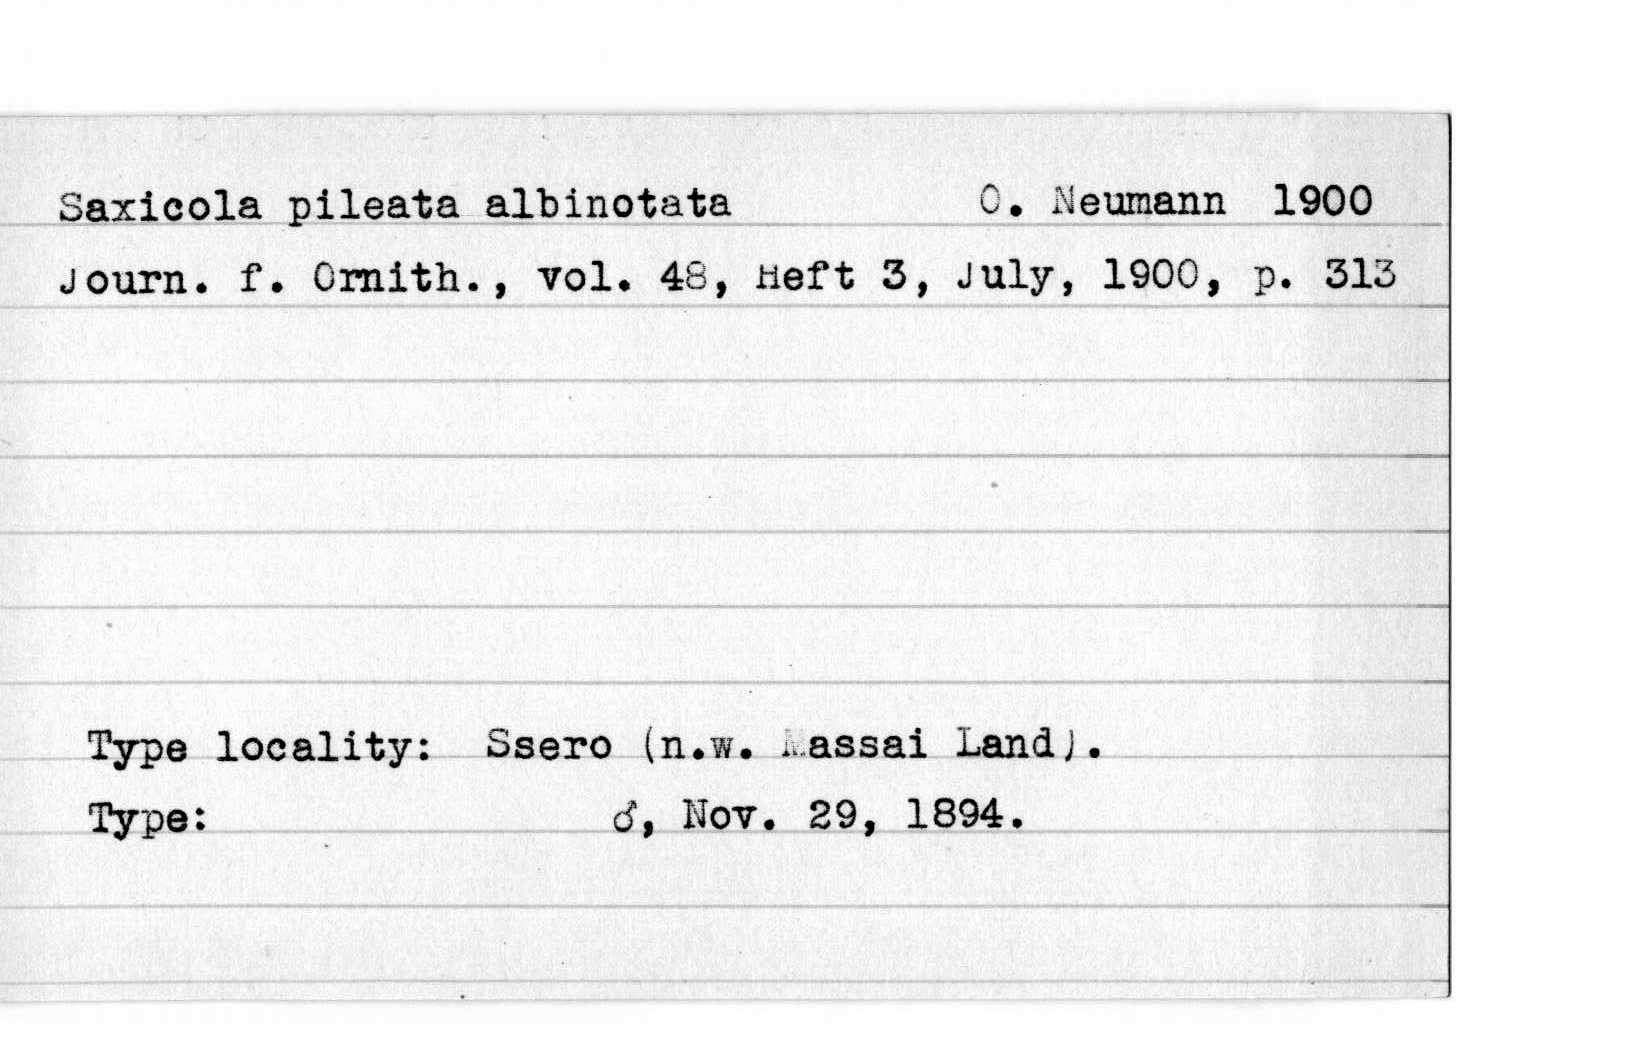 Saxicola pileata albinotata O. Neumann 1900
Journ. f. Ornith., vol. 48, Heft 3, July, 1900, p. 313
Type locality: Ssero (n.w. Massai Land).
Type: ♂, Nov. 29, 1894.